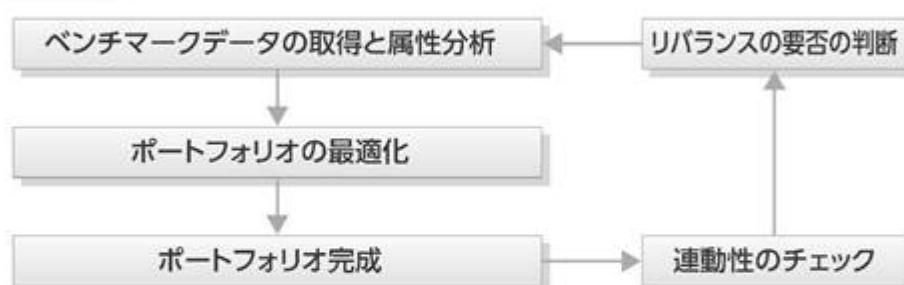 ベンチマークデータの取得と属性分析
リバランスの要否の判断
ポートフォリオの最適化
ポートフォリオ完成
連動性のチェック